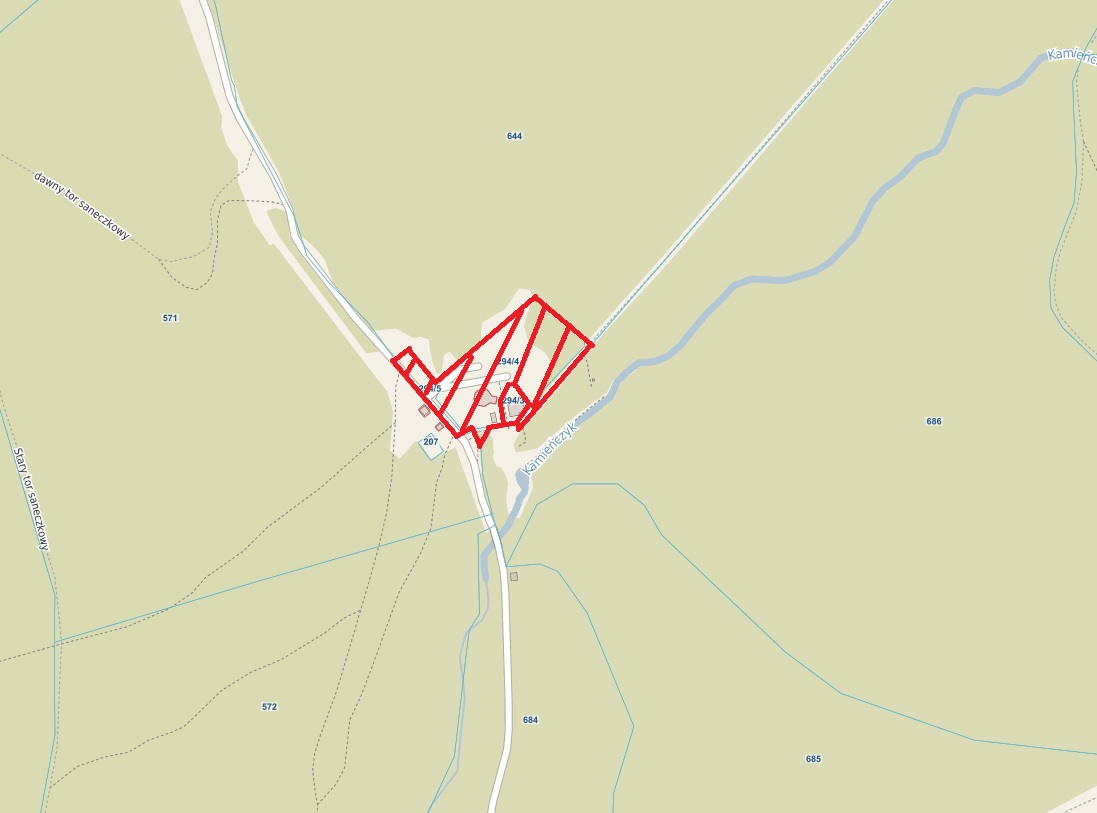 Kamieńc
644
dawny tor saneczkowy
571
294/4
294/5
294/3
686
207
Kamieńczyk
Stary tor saneczkowy
572
684
685